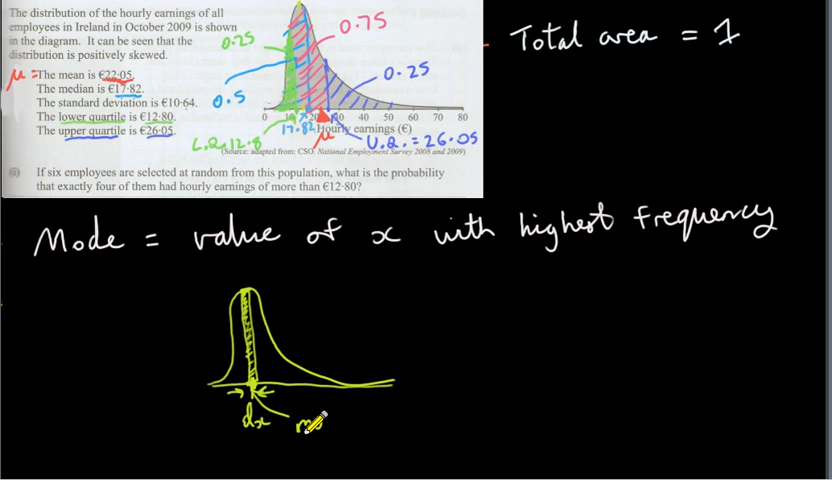 The distribution of the hourly earnings of all
employees in Ireland in October 2009 is shown
in the diagram. It can be seen that the
distribution is positively skewed.
μ = The mean is €22·05.
The median is €17·82.
The standard deviation is €10·64.
The lower quartile is €12·80.
The upper quartile is €26·05.
0.25
0.75
0.25
0.5
0 10 20 30 40 50 60 70 80
17.82 Hourly earnings (€)
L.Q. 12.8 μ U.Q. = 26.05
(Source: adapted from: CSO. National Employment Survey 2008 and 2009)
(ii) If six employees are selected at random from this population, what is the probability
that exactly four of them had hourly earnings of more than €12·80?
Total area = 1
Mode = value of x with highest frequency
dx